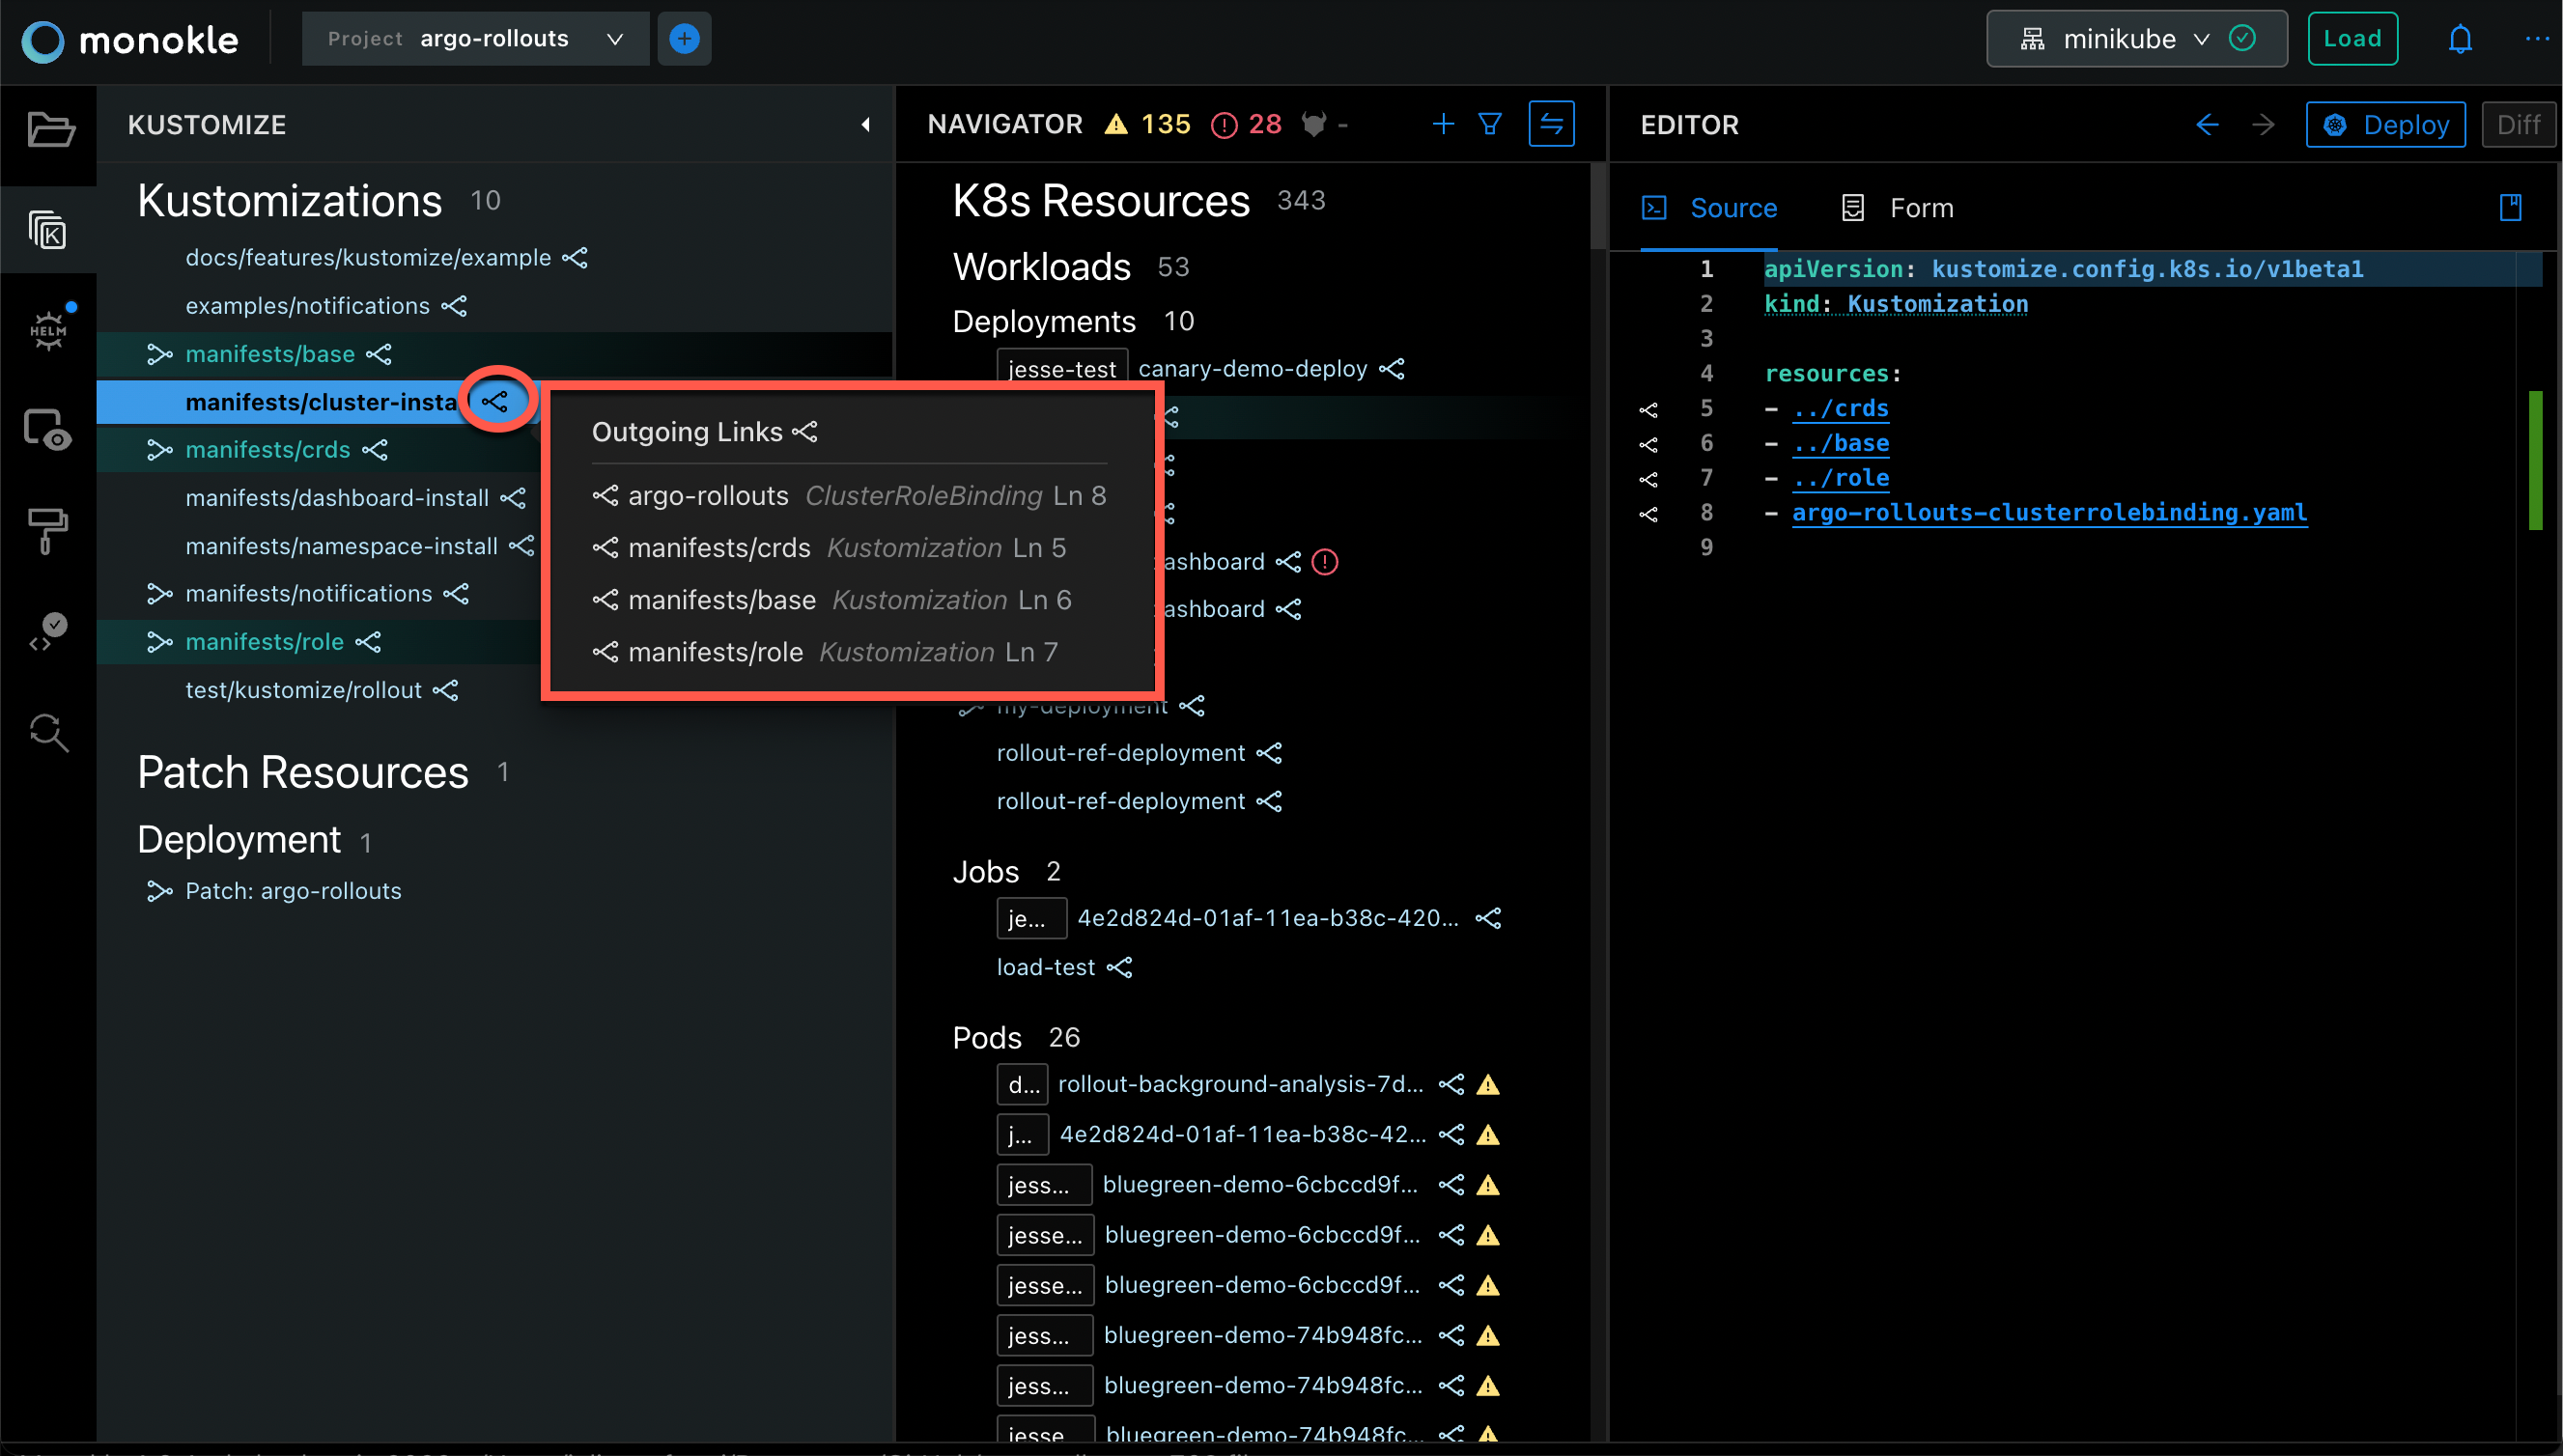 monokle
Project argo-rollouts
minikube
Load
KUSTOMIZE
Kustomizations 10
docs/features/kustomize/example
examples/notifications
manifests/base
manifests/cluster-insta
manifests/crds
manifests/dashboard-install
manifests/namespace-install
manifests/notifications
manifests/role
test/kustomize/rollout
Patch Resources 1
Deployment 1
Patch: argo-rollouts
HELM
Outgoing Links
argo-rollouts ClusterRoleBinding Ln 8
manifests/crds Kustomization Ln 5
manifests/base Kustomization Ln 6
manifests/role Kustomization Ln 7
NAVIGATOR 135 28 -
K8s Resources 343
Workloads 53
Deployments 10
jesse-test canary-demo-deploy
ashboard
ashboard
my-deployment
rollout-ref-deployment
rollout-ref-deployment
Jobs 2
je... 4e2d824d-01af-11ea-b38c-420...
load-test
Pods 26
d... rollout-background-analysis-7d...
j... 4e2d824d-01af-11ea-b38c-42...
jess... bluegreen-demo-6cbccd9f...
jesse... bluegreen-demo-6cbccd9f...
jesse... bluegreen-demo-6cbccd9f...
jess... bluegreen-demo-74b948fc...
jess... bluegreen-demo-74b948fc...
jesse bluegreen-demo-74b948fc...
EDITOR
Deploy
Diff
Source
Form
1 apiVersion: kustomize.config.k8s.io/v1beta1
2 kind: Kustomization
3
4 resources:
5 - ../crds
6 - ../base
7 - ../role
8 - argo-rollouts-clusterrolebinding.yaml
9